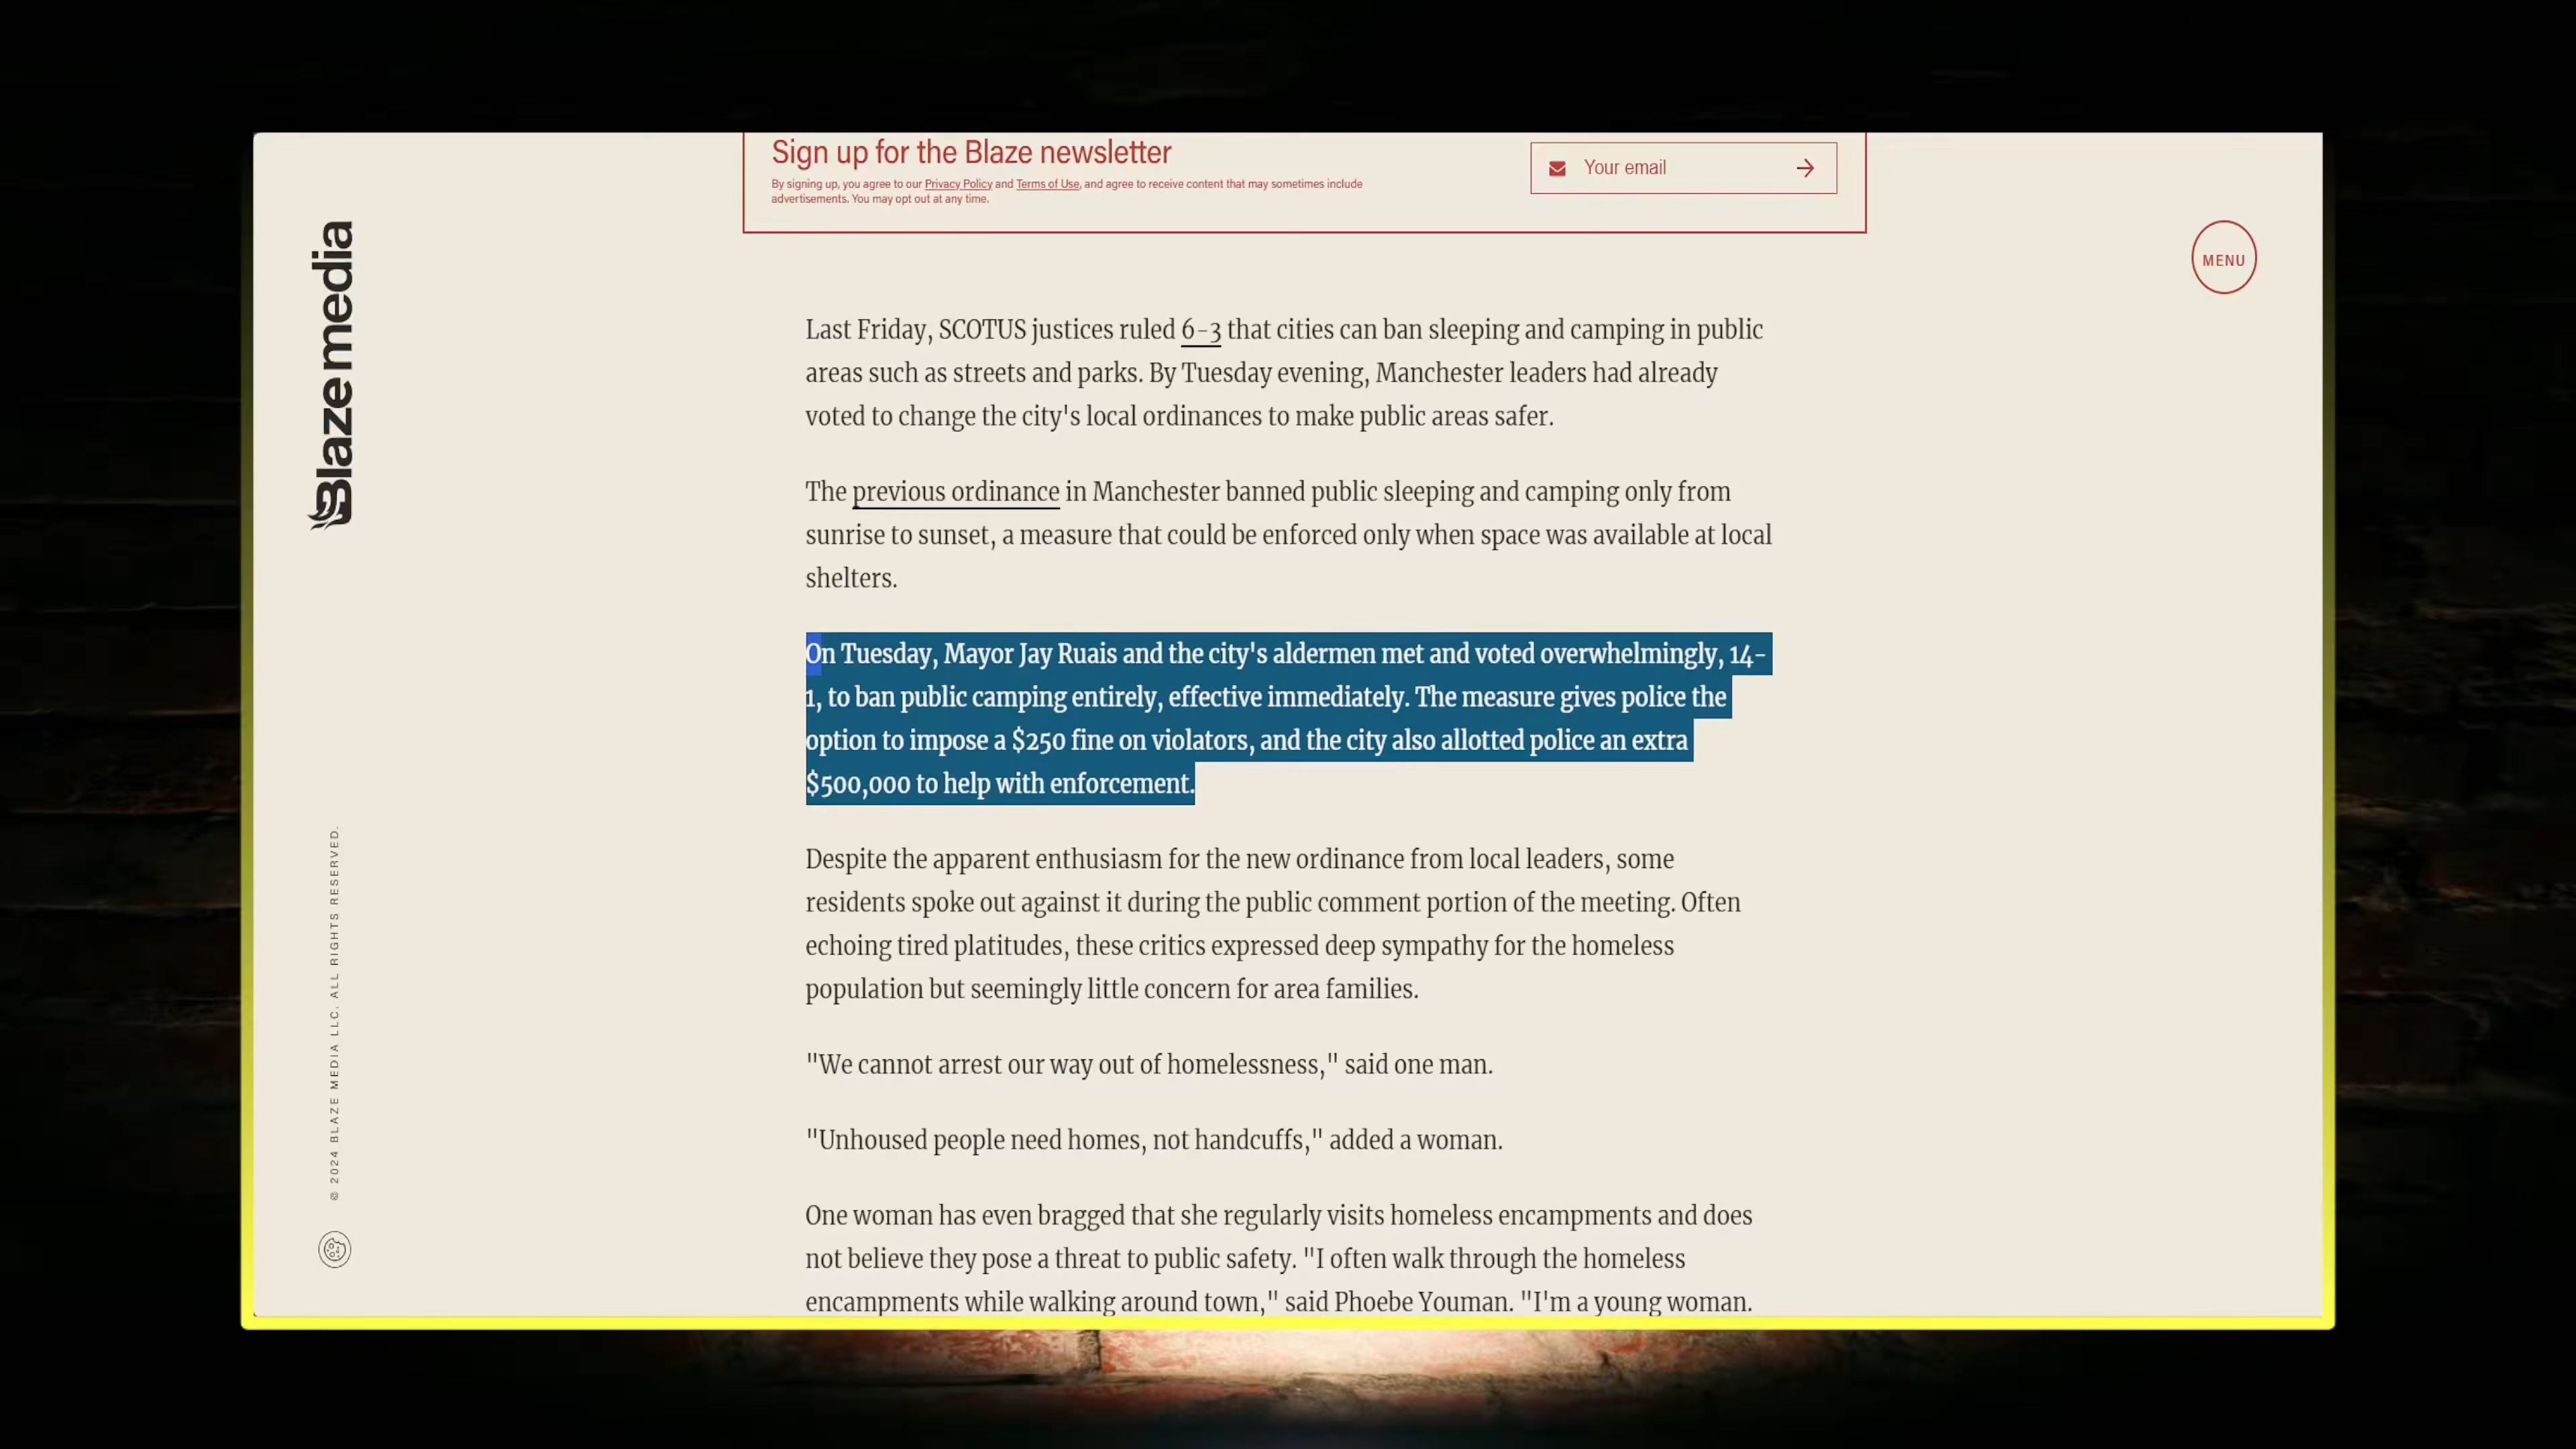 Sign up for the Blaze newsletter
By signing up, you agree to our Privacy Policy and Terms of Use, and agree to receive content that may sometimes include
advertisements. You may opt out at any time.
Your email
MENU
Blaze media
© 2024 BLAZE MEDIA LLC. ALL RIGHTS RESERVED.
Last Friday, SCOTUS justices ruled 6-3 that cities can ban sleeping and camping in public
areas such as streets and parks. By Tuesday evening, Manchester leaders had already
voted to change the city's local ordinances to make public areas safer.
The previous ordinance in Manchester banned public sleeping and camping only from
sunrise to sunset, a measure that could be enforced only when space was available at local
shelters.
On Tuesday, Mayor Jay Ruais and the city's aldermen met and voted overwhelmingly, 14-
1, to ban public camping entirely, effective immediately. The measure gives police the
option to impose a $250 fine on violators, and the city also allotted police an extra
$500,000 to help with enforcement.
Despite the apparent enthusiasm for the new ordinance from local leaders, some
residents spoke out against it during the public comment portion of the meeting. Often
echoing tired platitudes, these critics expressed deep sympathy for the homeless
population but seemingly little concern for area families.
"We cannot arrest our way out of homelessness," said one man.
"Unhoused people need homes, not handcuffs," added a woman.
One woman has even bragged that she regularly visits homeless encampments and does
not believe they pose a threat to public safety. "I often walk through the homeless
encampments while walking around town," said Phoebe Youman. "I'm a young woman.